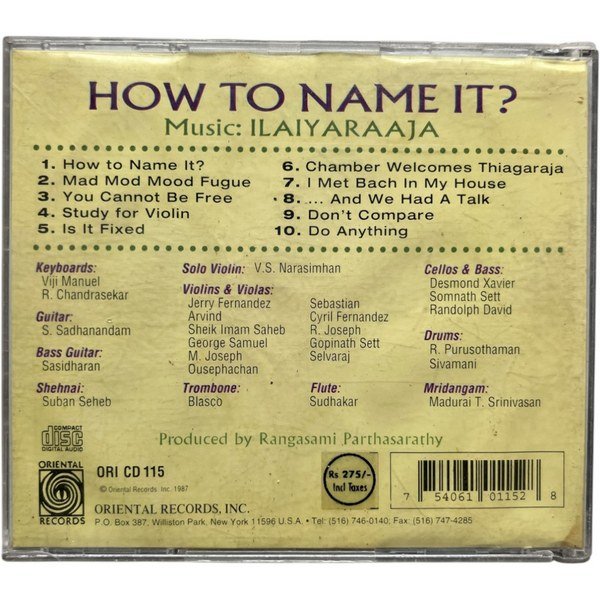 HOW TO NAME IT?
Music: ILAIYARAAJA
1. How to Name It?
2. Mad Mod Mood Fugue
3. You Cannot Be Free
4. Study for Violin
5. Is It Fixed
6. Chamber Welcomes Thiagaraja
7. I Met Bach In My House
8. ... And We Had A Talk
9. Don't Compare
10. Do Anything
Keyboards:
Viji Manuel
R. Chandrasekar
Guitar:
S. Sadhanandam
Bass Guitar:
Sasidharan
Shehnai:
Suban Seheb
Solo Violin: V.S. Narasimhan
Violins & Violas:
Jerry Fernandez
Arvind
Sheik Imam Saheb
George Samuel
M. Joseph
Ousephachan
Sebastian
Cyril Fernandez
R. Joseph
Gopinath Sett
Selvaraj
Trombone:
Blasco
Flute:
Sudhakar
Cellos & Bass:
Desmond Xavier
Somnath Sett
Randolph David
Drums:
R. Purusothaman
Sivamani
Mridangam:
Madurai T. Srinivasan
COMPACT
disc
DIGITAL AUDIO
Produced by Rangasami Parthasarathy
ORIENTAL
RECORDS
ORI CD 115
© Oriental Records, Inc. 1987
ORIENTAL RECORDS, INC.
P.O. Box 387, Williston Park, New York 11596 U.S.A. • Tel: (516) 746-0140; Fax: (516) 747-4285
Rs 275/-
Incl Taxes
7 54061 01152 8